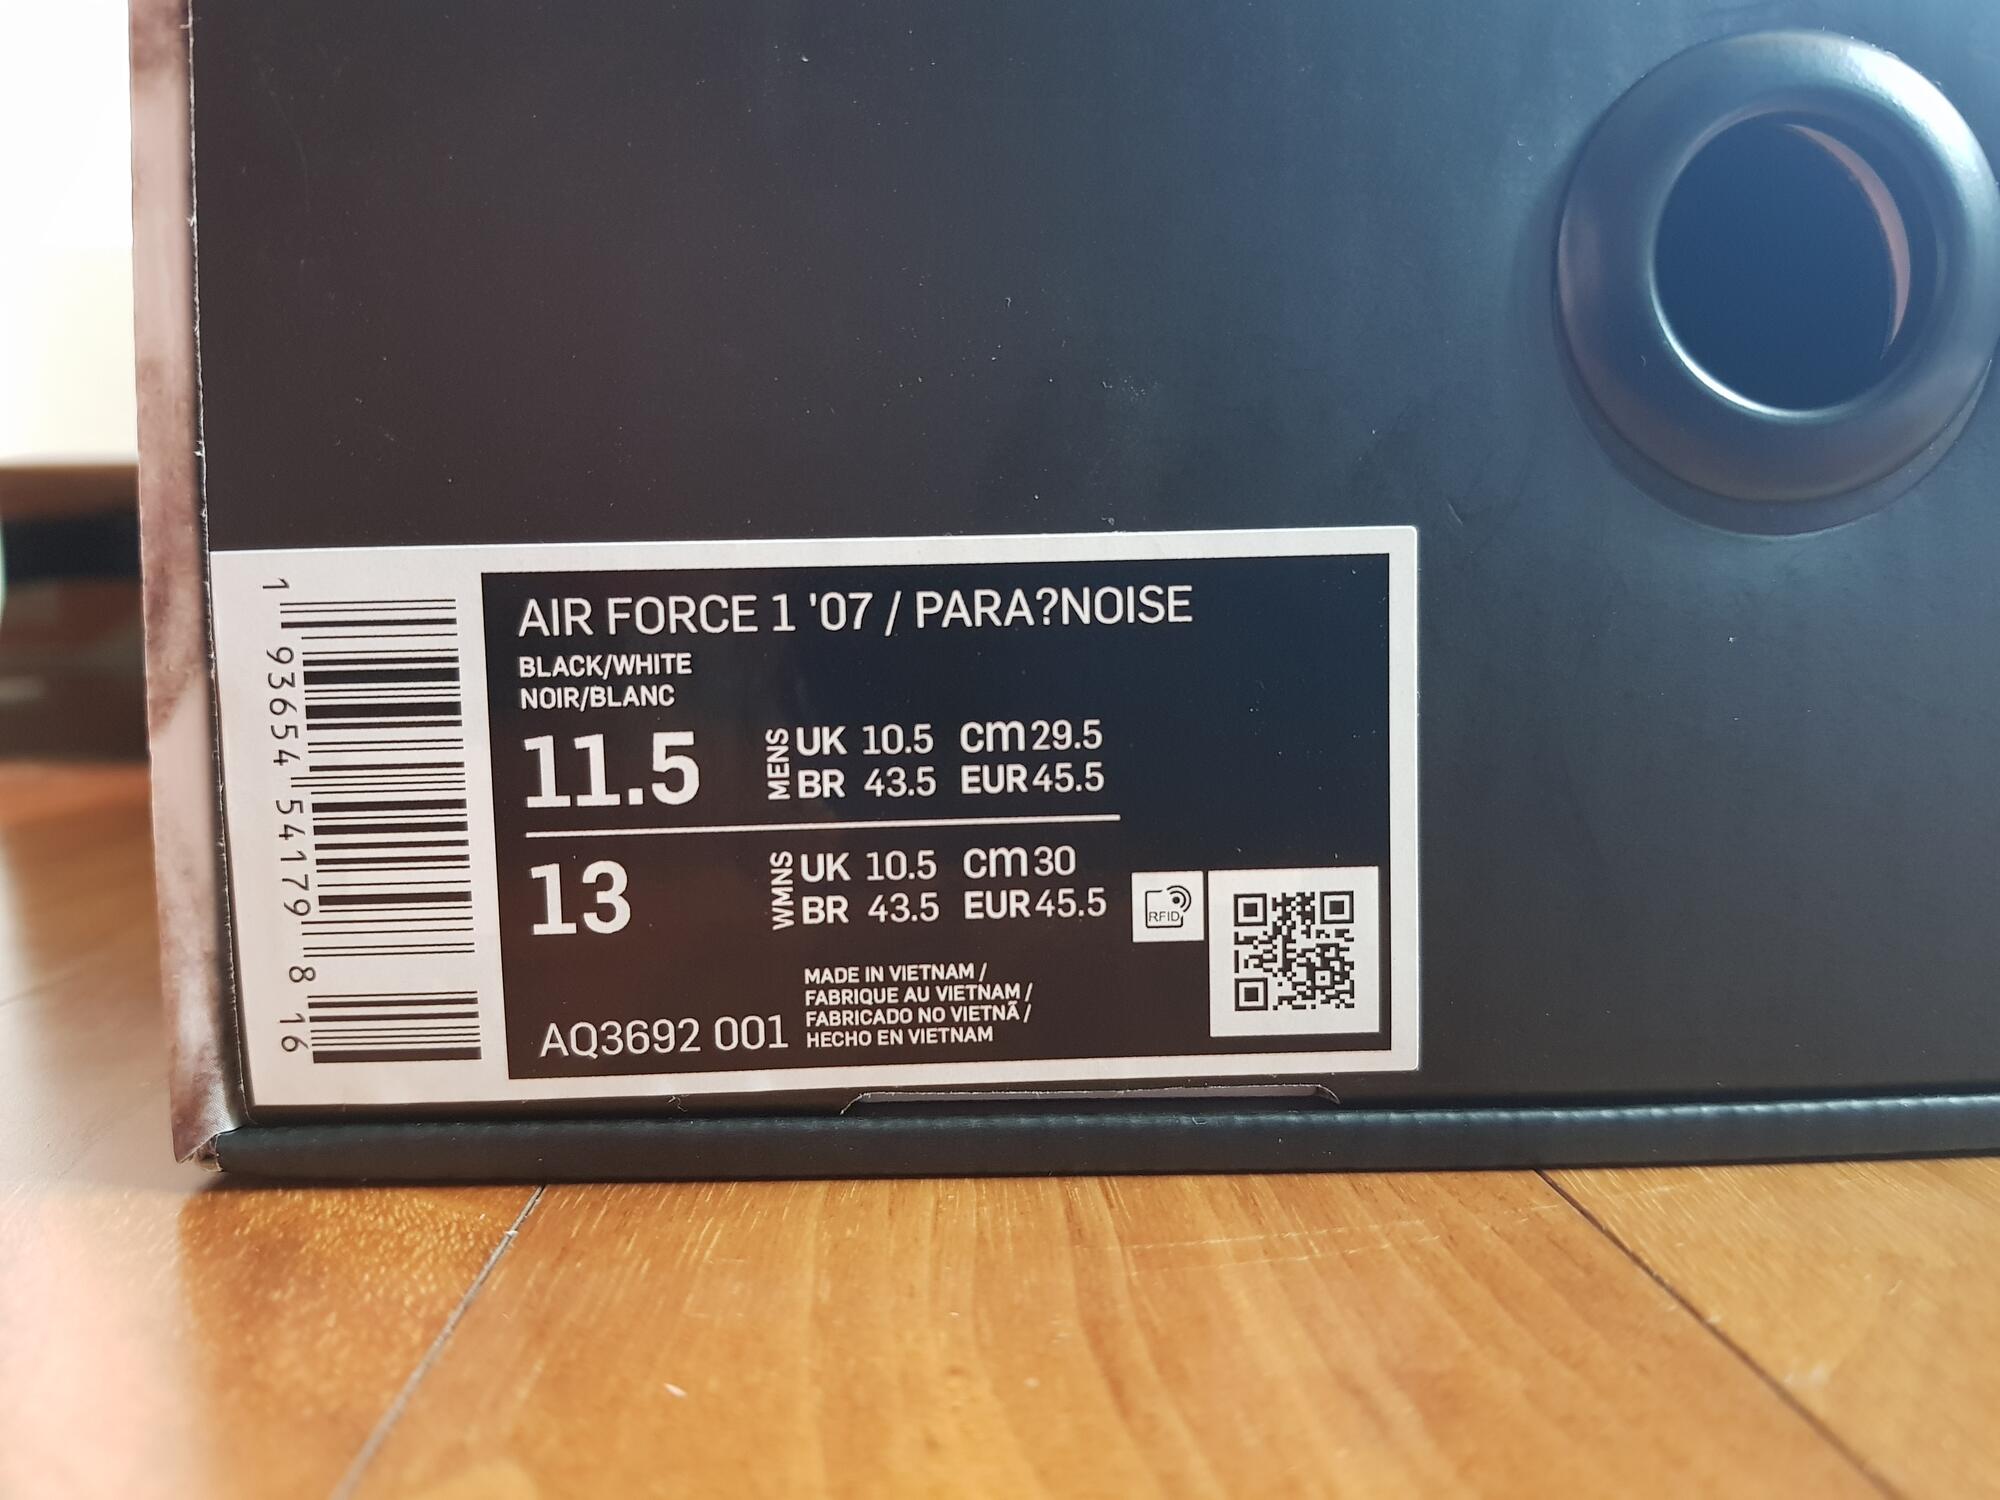 1 93654 54179 8 16
AIR FORCE 1 '07 / PARA?NOISE
BLACK/WHITE
NOIR/BLANC
11.5 MENS UK 10.5 cm 29.5
BR 43.5 EUR 45.5
13 WMNS UK 10.5 cm 30
BR 43.5 EUR 45.5
RFID
MADE IN VIETNAM /
FABRIQUE AU VIETNAM /
FABRICADO NO VIETNÃ /
HECHO EN VIETNAM
AQ3692 001